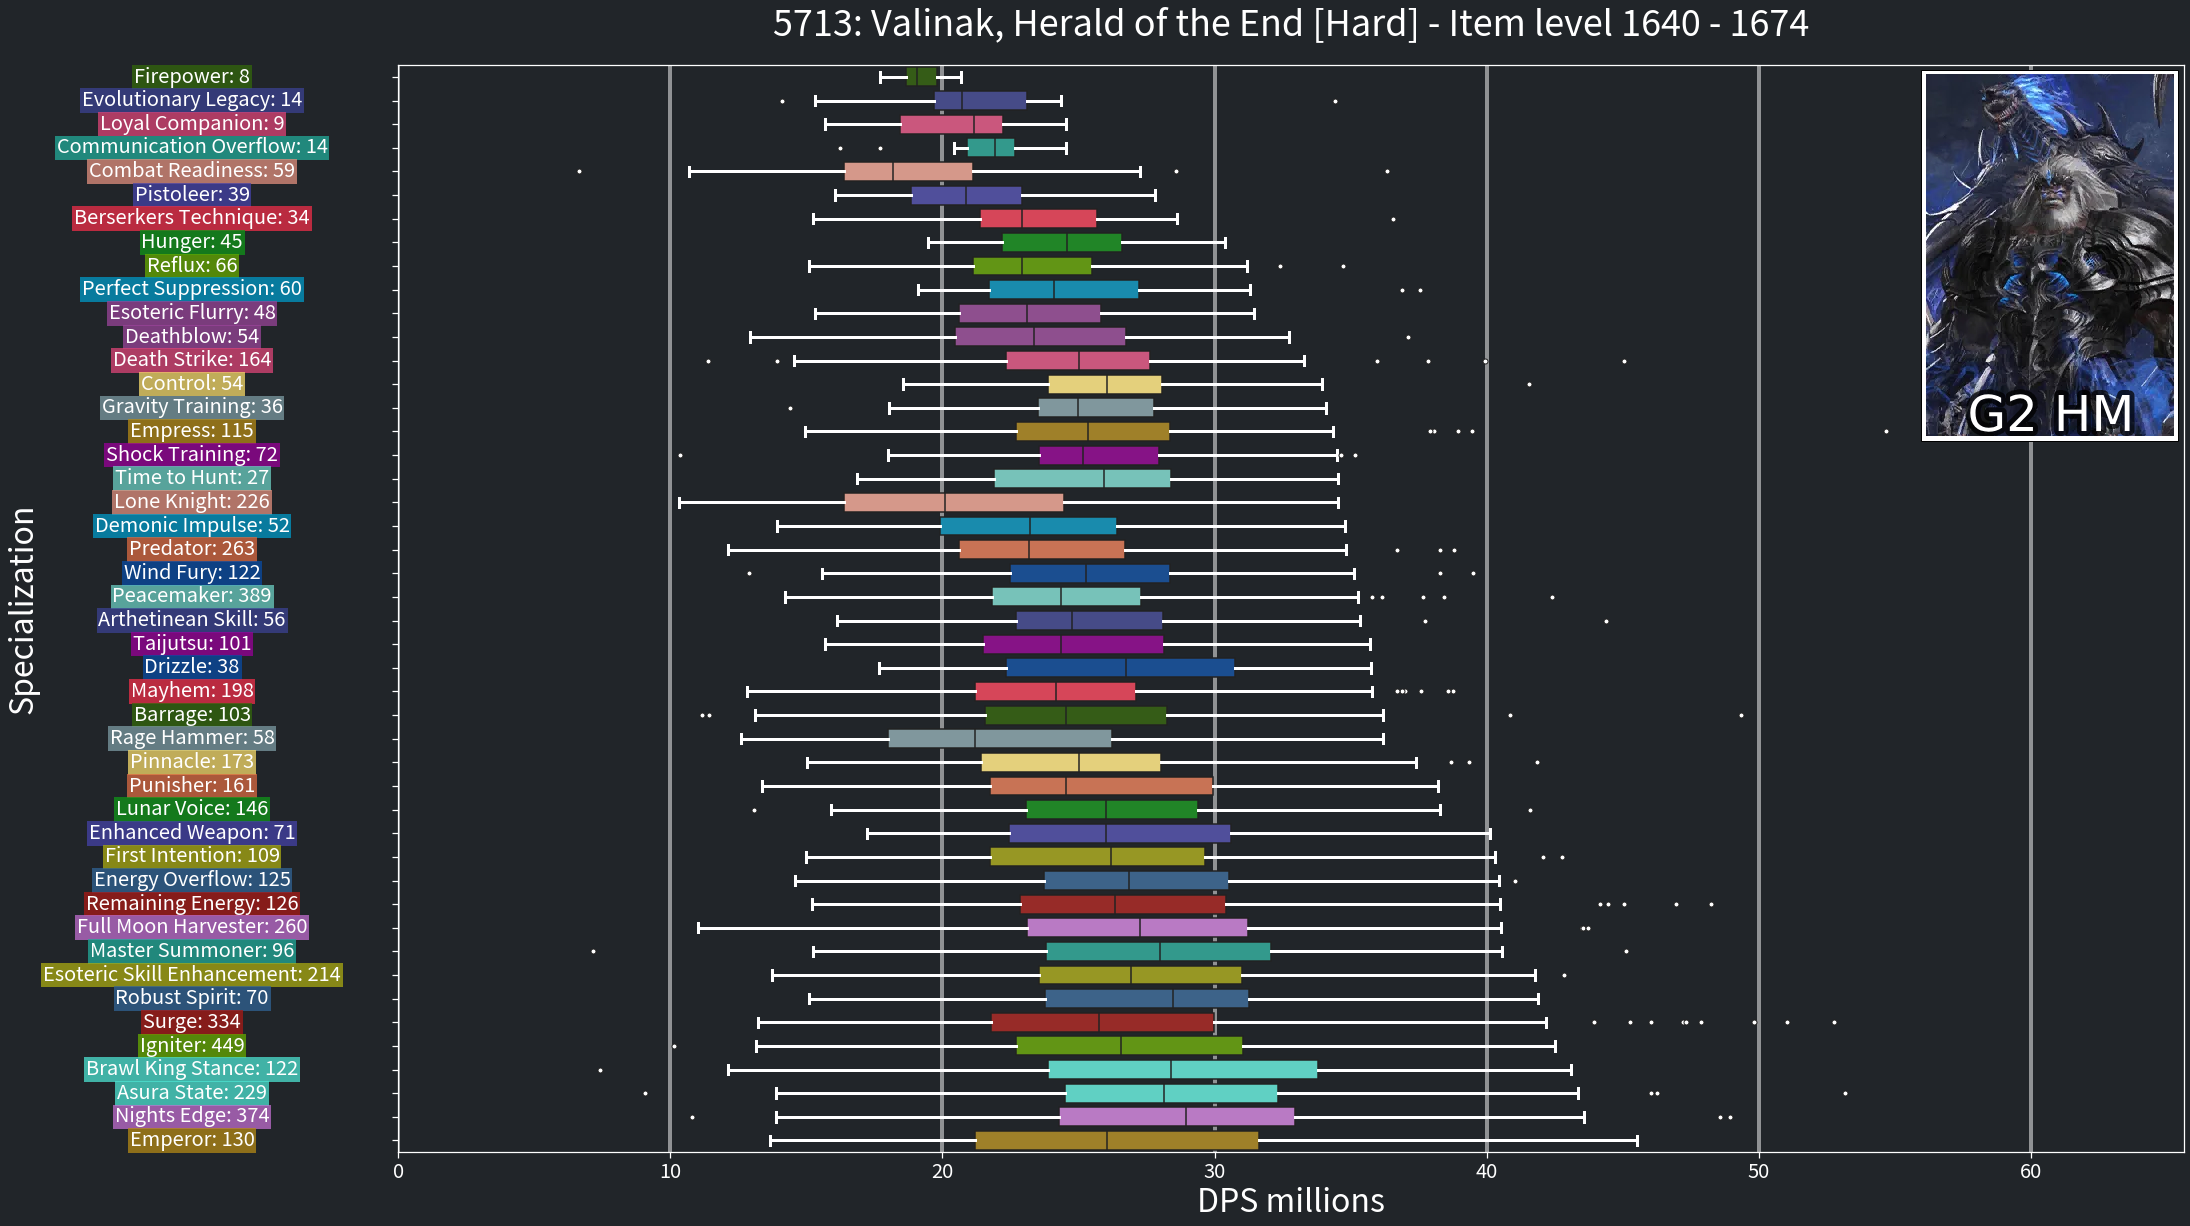 5713: Valinak, Herald of the End [Hard] - Item level 1640 - 1674
Firepower: 8
Evolutionary Legacy: 14
Loyal Companion: 9
Communication Overflow: 14
Combat Readiness: 59
Pistoleer: 39
Berserkers Technique: 34
Hunger: 45
Reflux: 66
Perfect Suppression: 60
Esoteric Flurry: 48
Deathblow: 54
Death Strike: 164
Control: 54
Gravity Training: 36
Empress: 115
Shock Training: 72
Time to Hunt: 27
Lone Knight: 226
Demonic Impulse: 52
Predator: 263
Wind Fury: 122
Peacemaker: 389
Arthetinean Skill: 56
Taijutsu: 101
Drizzle: 38
Mayhem: 198
Barrage: 103
Rage Hammer: 58
Pinnacle: 173
Punisher: 161
Lunar Voice: 146
Enhanced Weapon: 71
First Intention: 109
Energy Overflow: 125
Remaining Energy: 126
Full Moon Harvester: 260
Master Summoner: 96
Esoteric Skill Enhancement: 214
Robust Spirit: 70
Surge: 334
Igniter: 449
Brawl King Stance: 122
Asura State: 229
Nights Edge: 374
Emperor: 130
Specialization
G2 HM
0 10 20 30 40 50 60
DPS millions